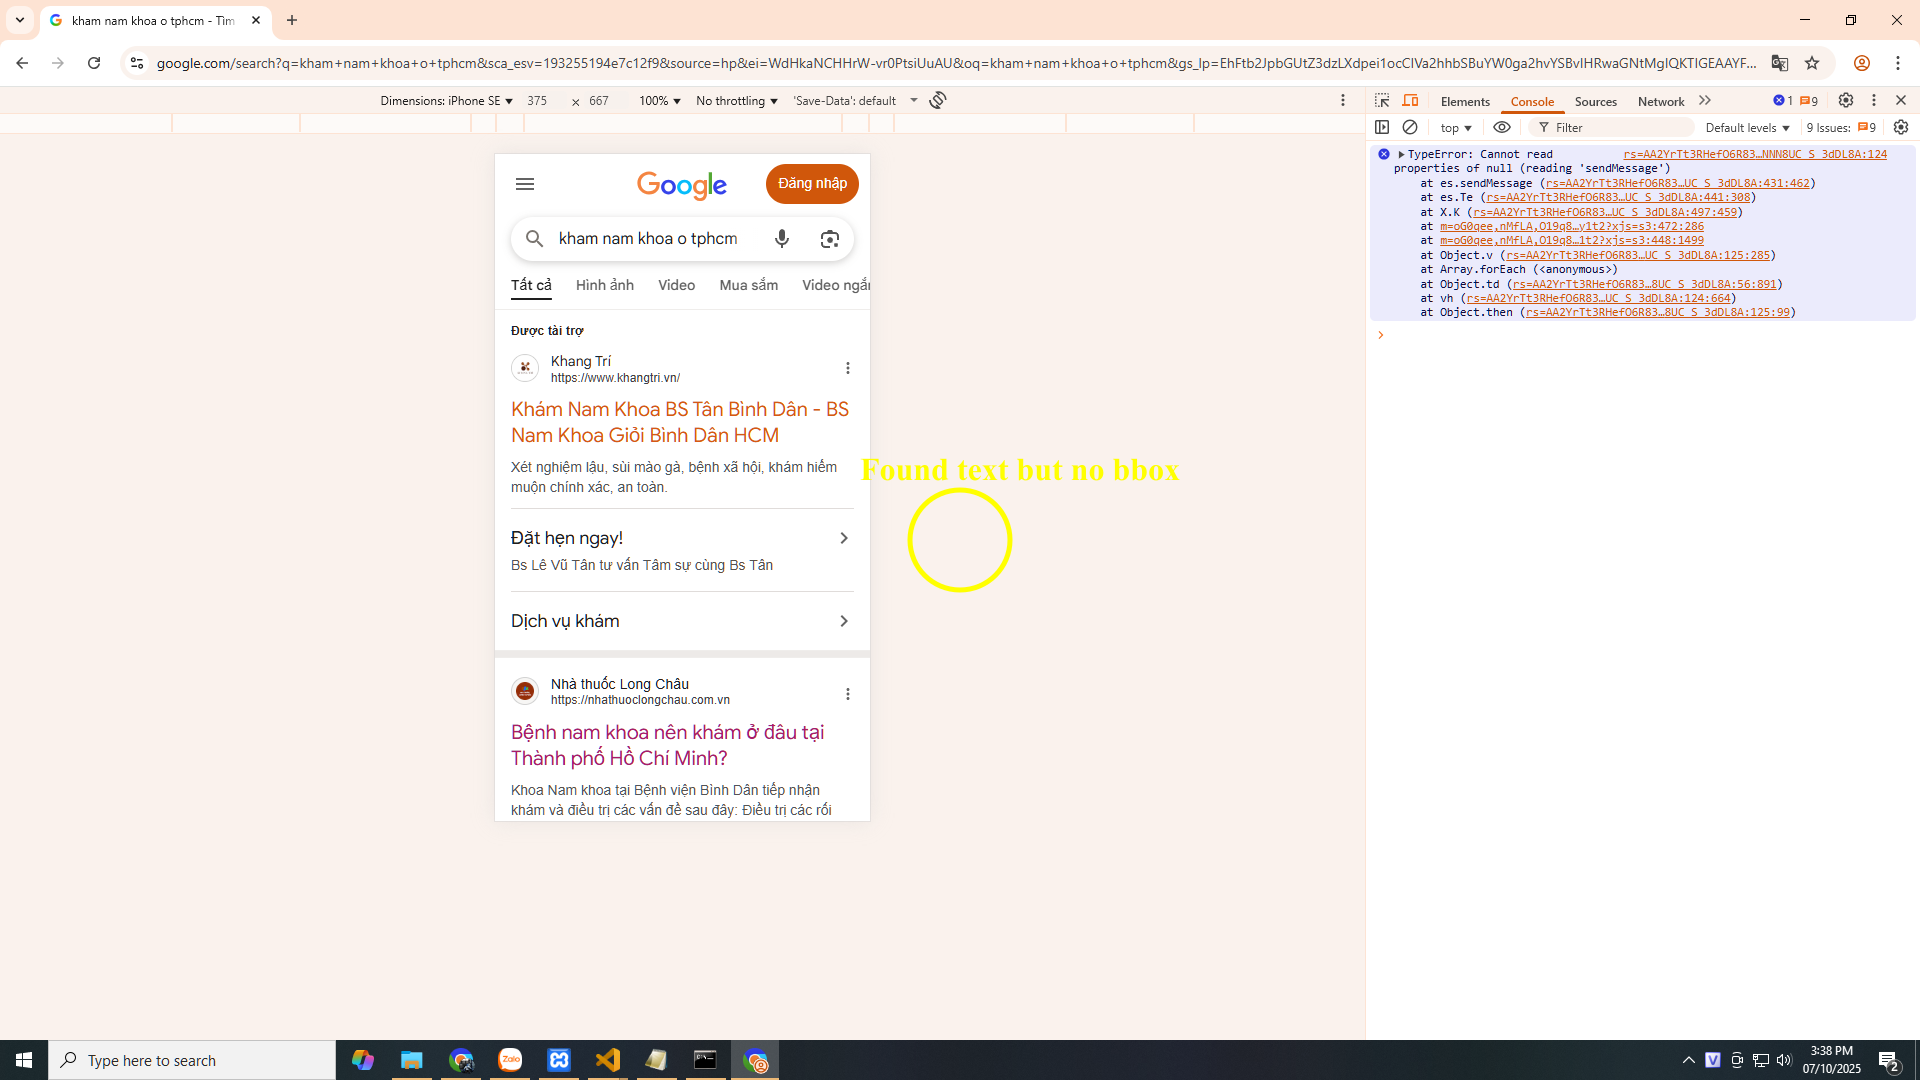 kham nam khoa o tphcm - Tìm
google.com/search?q=kham+nam+khoa+o+tphcm&sca_esv=193255194e7c12f9&source=hp&ei=WdHkaNCHHrW-vr0PtsiUuAU&oq=kham+nam+khoa+o+tphcm&gs_lp=EhFtb2JpbGUtZ3dzLXdpei1ocCIVa2hhbSBuYW0ga2hvYSBvIHRwaGNtMgIQKTIGEAAYF...
Dimensions: iPhone SE 375 × 667 100% No throttling 'Save-Data': default
Elements Console Sources Network 1 9
top Filter Default levels 9 Issues: 9
TypeError: Cannot read rs=AA2YrTt3RHefO6R83…NNN8UC_S_3dDL8A:124
properties of null (reading 'sendMessage')
at es.sendMessage (rs=AA2YrTt3RHefO6R83…UC_S_3dDL8A:431:462)
at es.Te (rs=AA2YrTt3RHefO6R83…UC_S_3dDL8A:441:308)
at X.K (rs=AA2YrTt3RHefO6R83…UC_S_3dDL8A:497:459)
at m=oG0qee,nMfLA,O19q8…y1t2?xjs=s3:472:286
at m=oG0qee,nMfLA,O19q8…1t2?xjs=s3:448:1499
at Object.v (rs=AA2YrTt3RHefO6R83…UC_S_3dDL8A:125:285)
at Array.forEach (<anonymous>)
at Object.td (rs=AA2YrTt3RHefO6R83…8UC_S_3dDL8A:56:891)
at vh (rs=AA2YrTt3RHefO6R83…UC_S_3dDL8A:124:664)
at Object.then (rs=AA2YrTt3RHefO6R83…8UC_S_3dDL8A:125:99)
Google Đăng nhập
kham nam khoa o tphcm
Tất cả Hình ảnh Video Mua sắm Video ngắn
Được tài trợ
Khang Trí
https://www.khangtri.vn/
Khám Nam Khoa BS Tân Bình Dân - BS
Nam Khoa Giỏi Bình Dân HCM
Xét nghiệm lậu, sùi mào gà, bệnh xã hội, khám hiếm
muộn chính xác, an toàn.
Found text but no bbox
Đặt hẹn ngay!
Bs Lê Vũ Tân tư vấn Tâm sự cùng Bs Tân
Dịch vụ khám
Nhà thuốc Long Châu
https://nhathuoclongchau.com.vn
Bệnh nam khoa nên khám ở đâu tại
Thành phố Hồ Chí Minh?
Khoa Nam khoa tại Bệnh viện Bình Dân tiếp nhận
khám và điều trị các vấn đề sau đây: Điều trị các rối
Type here to search
Zalo
V
3:38 PM
07/10/2025
2